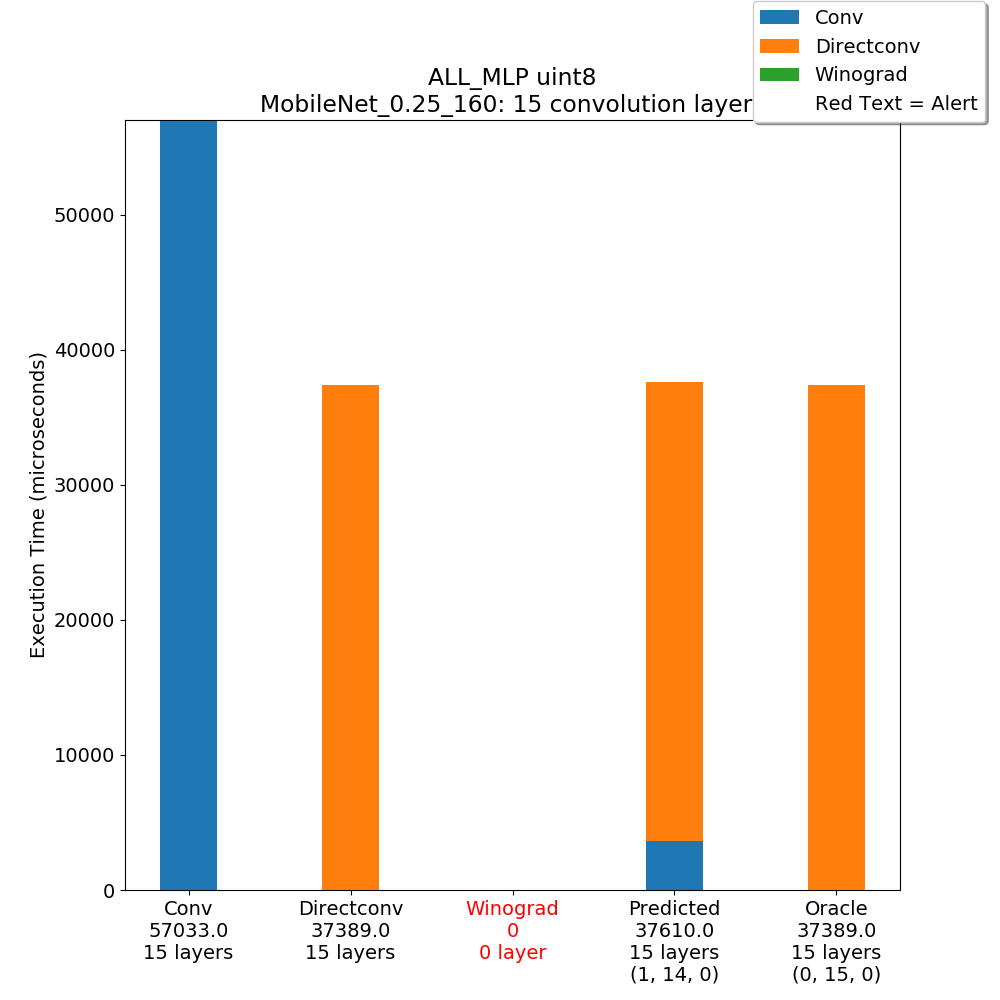 Conv
Directconv
Winograd
Red Text = Alert
ALL_MLP uint8
MobileNet_0.25_160: 15 convolution layer
Execution Time (microseconds)
50000
40000
30000
20000
10000
0
Conv
57033.0
15 layers
Directconv
37389.0
15 layers
Winograd
0
0 layer
Predicted
37610.0
15 layers
(1, 14, 0)
Oracle
37389.0
15 layers
(0, 15, 0)